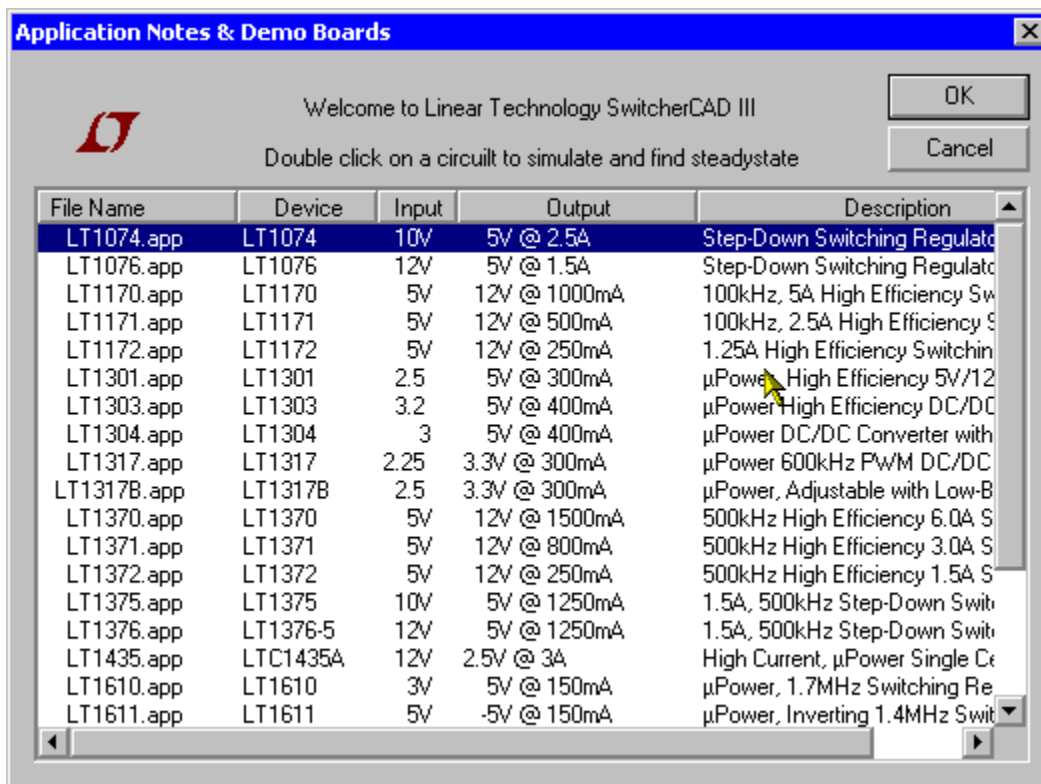 Application Notes & Demo Boards
Welcome to Linear Technology SwitcherCAD III
OK
Double click on a circuilt to simulate and find steadystate
Cancel
File Name Device Input Output Description
LT1074.app LT1074 10V 5V @ 2.5A Step-Down Switching Regulato
LT1076.app LT1076 12V 5V @ 1.5A Step-Down Switching Regulato
LT1170.app LT1170 5V 12V @ 1000mA 100kHz, 5A High Efficiency Sw
LT1171.app LT1171 5V 12V @ 500mA 100kHz, 2.5A High Efficiency S
LT1172.app LT1172 5V 12V @ 250mA 1.25A High Efficiency Switchin
LT1301.app LT1301 2.5 5V @ 300mA µPower, High Efficiency 5V/12
LT1303.app LT1303 3.2 5V @ 400mA µPower High Efficiency DC/DC
LT1304.app LT1304 3 5V @ 400mA µPower DC/DC Converter with
LT1317.app LT1317 2.25 3.3V @ 300mA µPower 600kHz PWM DC/DC
LT1317B.app LT1317B 2.5 3.3V @ 300mA µPower, Adjustable with Low-B
LT1370.app LT1370 5V 12V @ 1500mA 500kHz High Efficiency 6.0A S
LT1371.app LT1371 5V 12V @ 800mA 500kHz High Efficiency 3.0A S
LT1372.app LT1372 5V 12V @ 250mA 500kHz High Efficiency 1.5A S
LT1375.app LT1375 10V 5V @ 1250mA 1.5A, 500kHz Step-Down Swit
LT1376.app LT1376-5 12V 5V @ 1250mA 1.5A, 500kHz Step-Down Swit
LT1435.app LTC1435A 12V 2.5V @ 3A High Current, µPower Single Ce
LT1610.app LT1610 3V 5V @ 150mA µPower, 1.7MHz Switching Re
LT1611.app LT1611 5V -5V @ 150mA µPower, Inverting 1.4MHz Swit